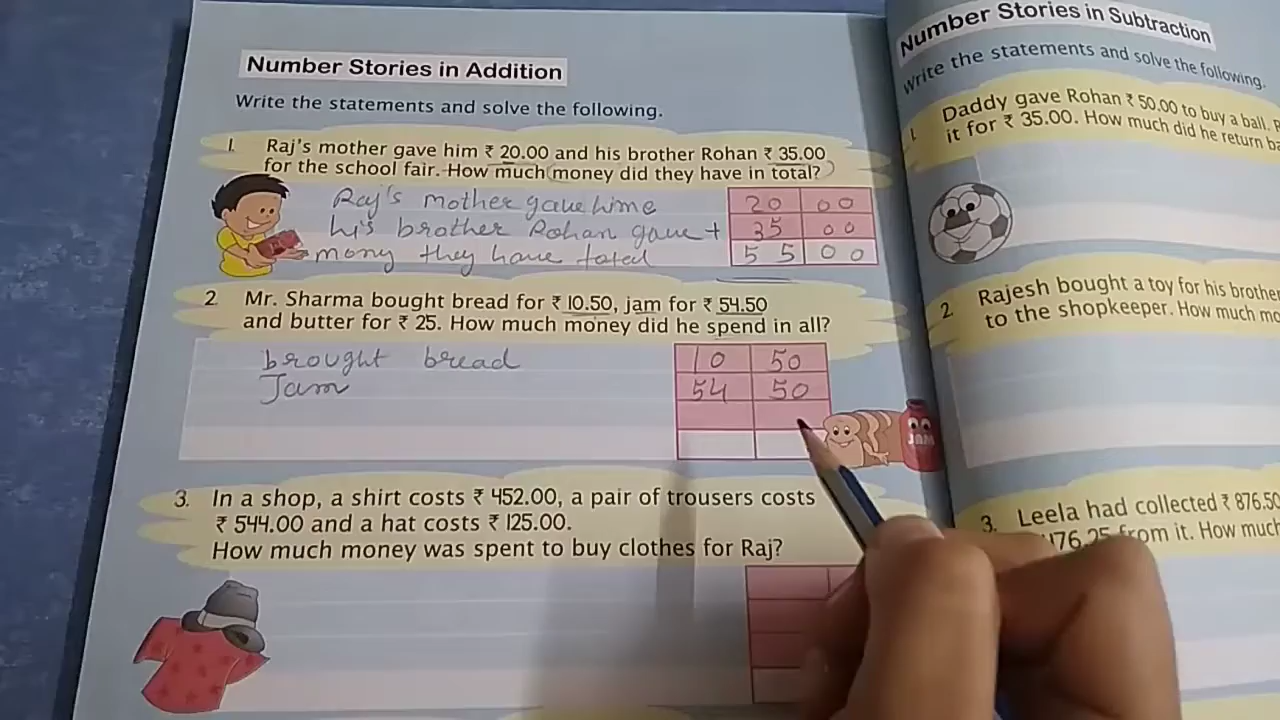 Number Stories in Addition
Write the statements and solve the following.
1. Raj's mother gave him ₹ 20.00 and his brother Rohan ₹ 35.00
for the school fair. How much money did they have in total?
Raj's mother gave hime
20 00
his brother Rohan gave +
35 00
mony they have total
55 00
2 Mr. Sharma bought bread for ₹ 10.50, jam for ₹ 54.50
and butter for ₹ 25. How much money did he spend in all?
brought bread
10 50
Jam
54 50
JAM
3. In a shop, a shirt costs ₹ 452.00, a pair of trousers costs
₹ 544.00 and a hat costs ₹ 125.00.
How much money was spent to buy clothes for Raj?
Number Stories in Subtraction
Write the statements and solve the following.
1. Daddy gave Rohan ₹ 50.00 to buy a ball.
it for ₹ 35.00. How much did he return
2. Rajesh bought a toy for his brother
to the shopkeeper. How much
3. Leela had collected ₹ 876.50
from it. How much